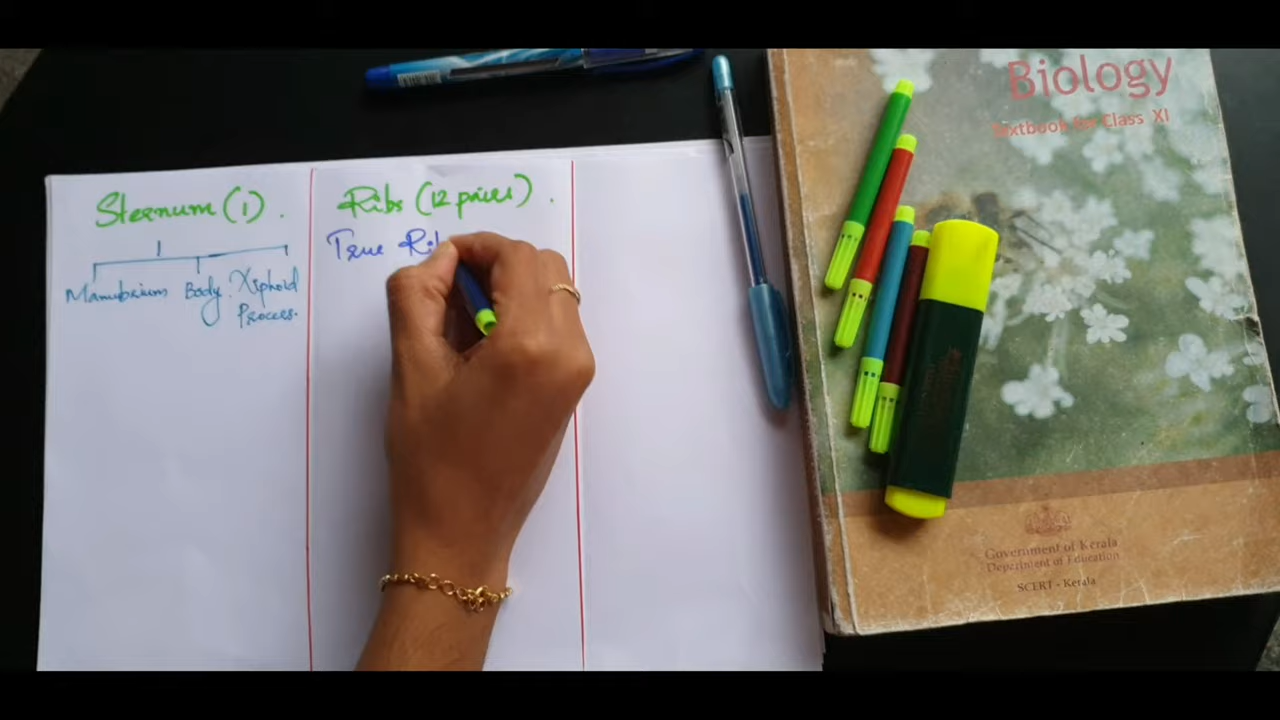 Sternum (1).
Manubrium Body. Xiphoid
Process.
Ribs (12 pairs).
True Rib
Biology
Textbook for Class XI
Government of Kerala
Department of Education
SCERT - Kerala